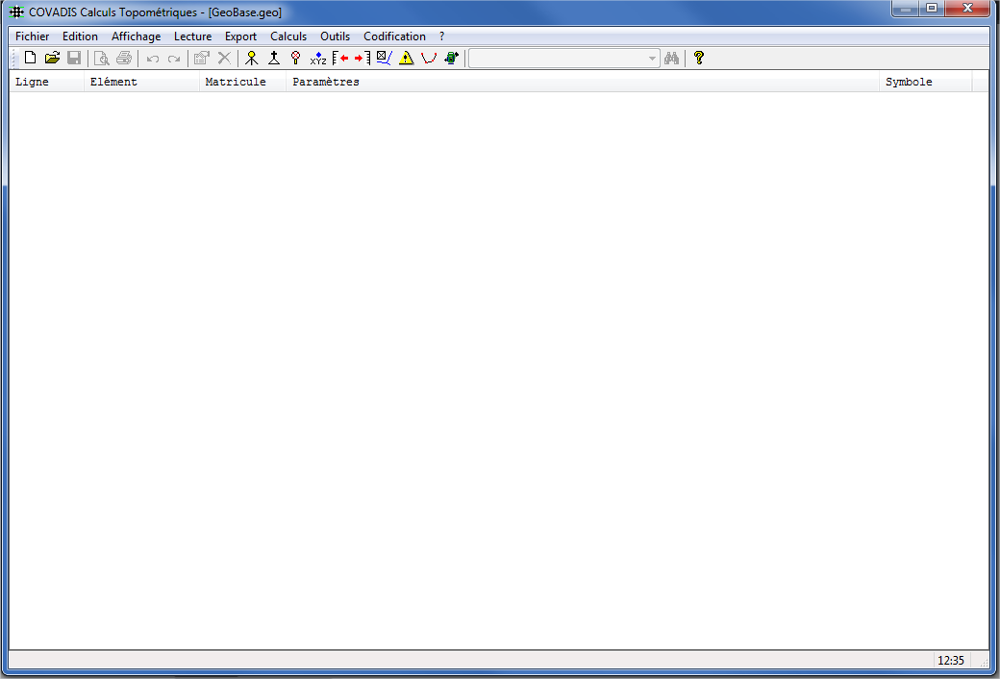 COVADIS Calculs Topométriques - [GeoBase.geo]
Fichier Edition Affichage Lecture Export Calculs Outils Codification ?
XYZ
Ligne Elément Matricule Paramètres Symbole
12:35